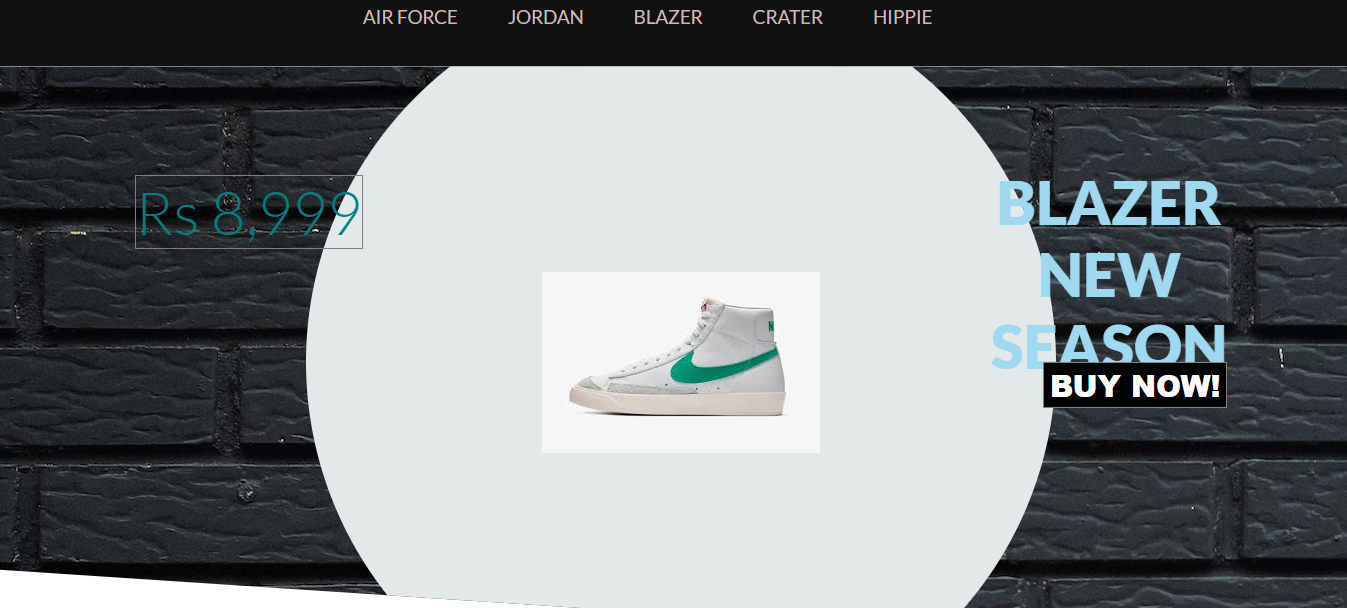 AIR FORCE JORDAN BLAZER CRATER HIPPIE
Rs 8,999
BLAZER
NEW
SEASON
BUY NOW!